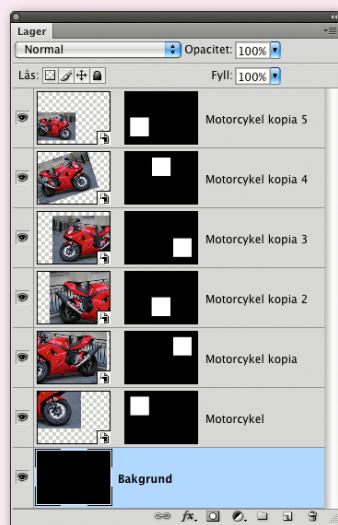 Lager
Normal Opacitet: 100%
Lås: Fyll: 100%
Motorcykel kopia 5
Motorcykel kopia 4
Motorcykel kopia 3
Motorcykel kopia 2
Motorcykel kopia
Motorcykel
Bakgrund
fx.